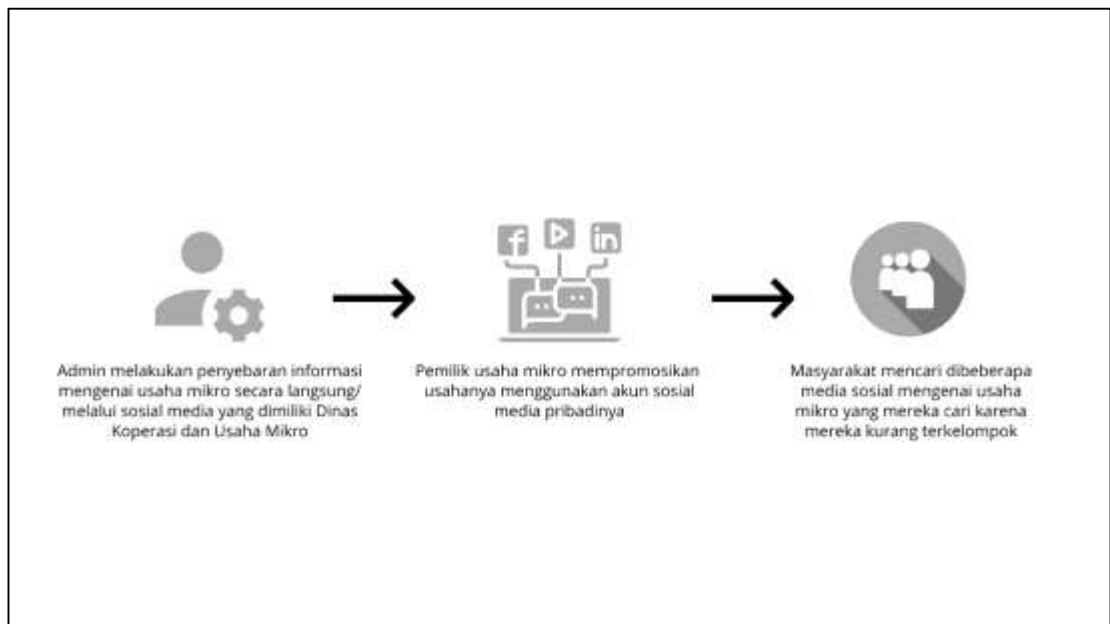 Admin melakukan penyebaran informasi
mengenai usaha mikro secara langsung/
melalui sosial media yang dimiliki Dinas
Koperasi dan Usaha Mikro
Pemilik usaha mikro mempromosikan
usahanya menggunakan akun sosial
media pribadinya
Masyarakat mencari dibeberapa
media sosial mengenai usaha
mikro yang mereka cari karena
mereka kurang terkelompok